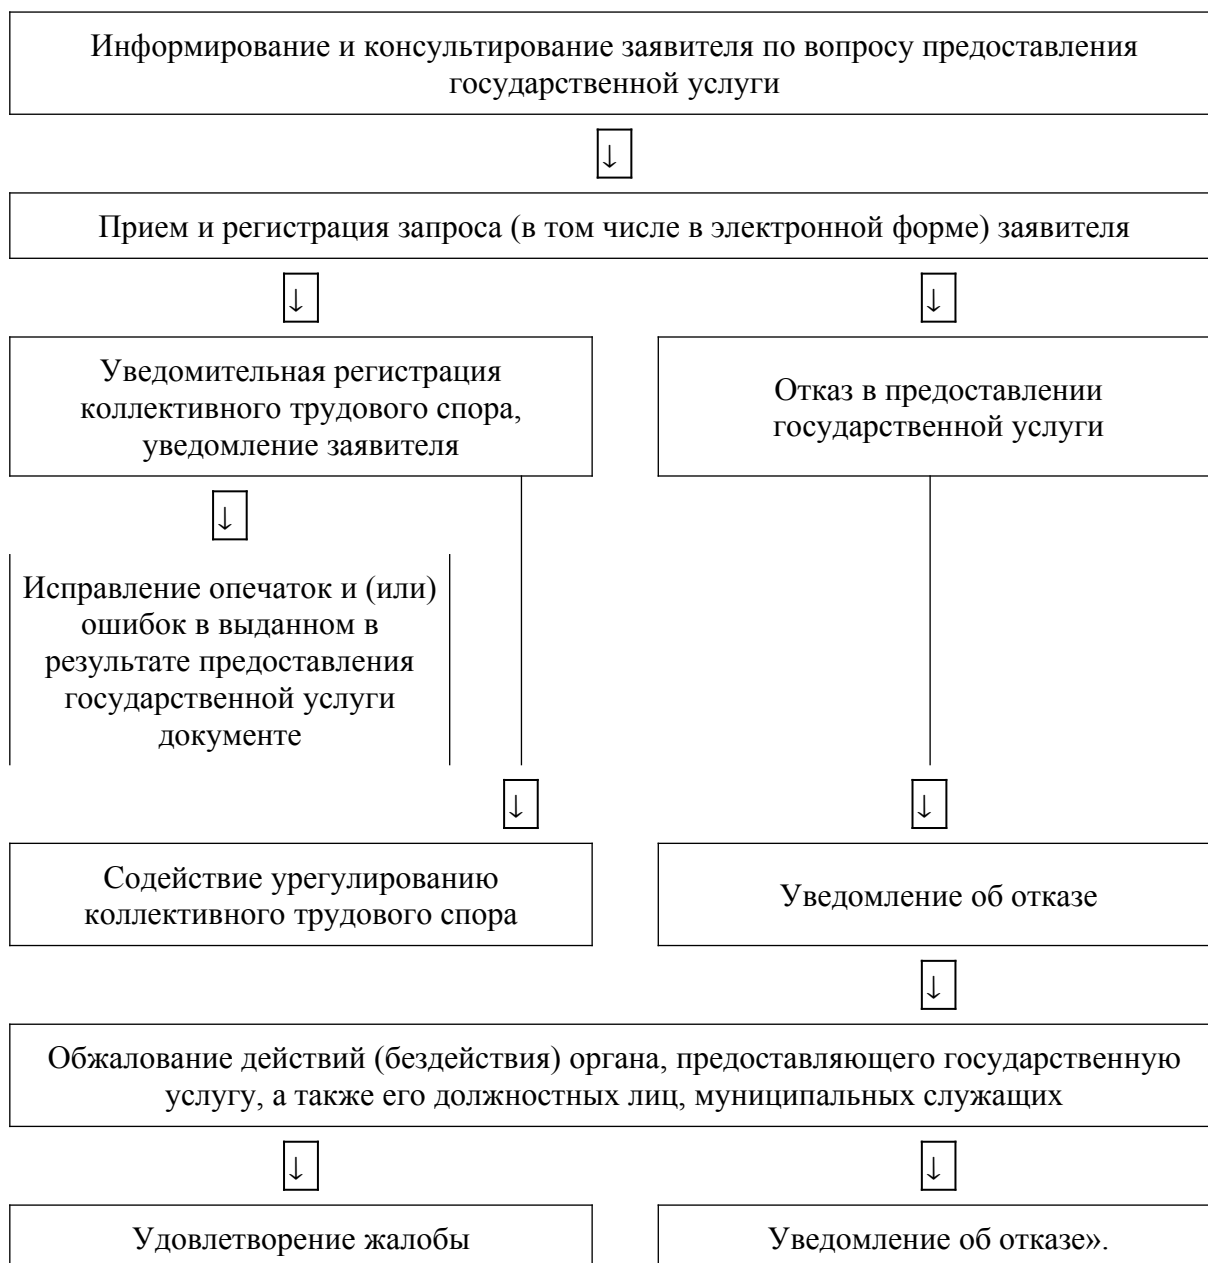 Информирование и консультирование заявителя по вопросу предоставления
государственной услуги
↓
Прием и регистрация запроса (в том числе в электронной форме) заявителя
↓
↓
Уведомительная регистрация
коллективного трудового спора,
уведомление заявителя
Отказ в предоставлении
государственной услуги
↓
Исправление опечаток и (или)
ошибок в выданном в
результате предоставления
государственной услуги
документе
↓
↓
Содействие урегулированию
коллективного трудового спора
Уведомление об отказе
↓
Обжалование действий (бездействия) органа, предоставляющего государственную
услугу, а также его должностных лиц, муниципальных служащих
↓
↓
Удовлетворение жалобы
Уведомление об отказе».